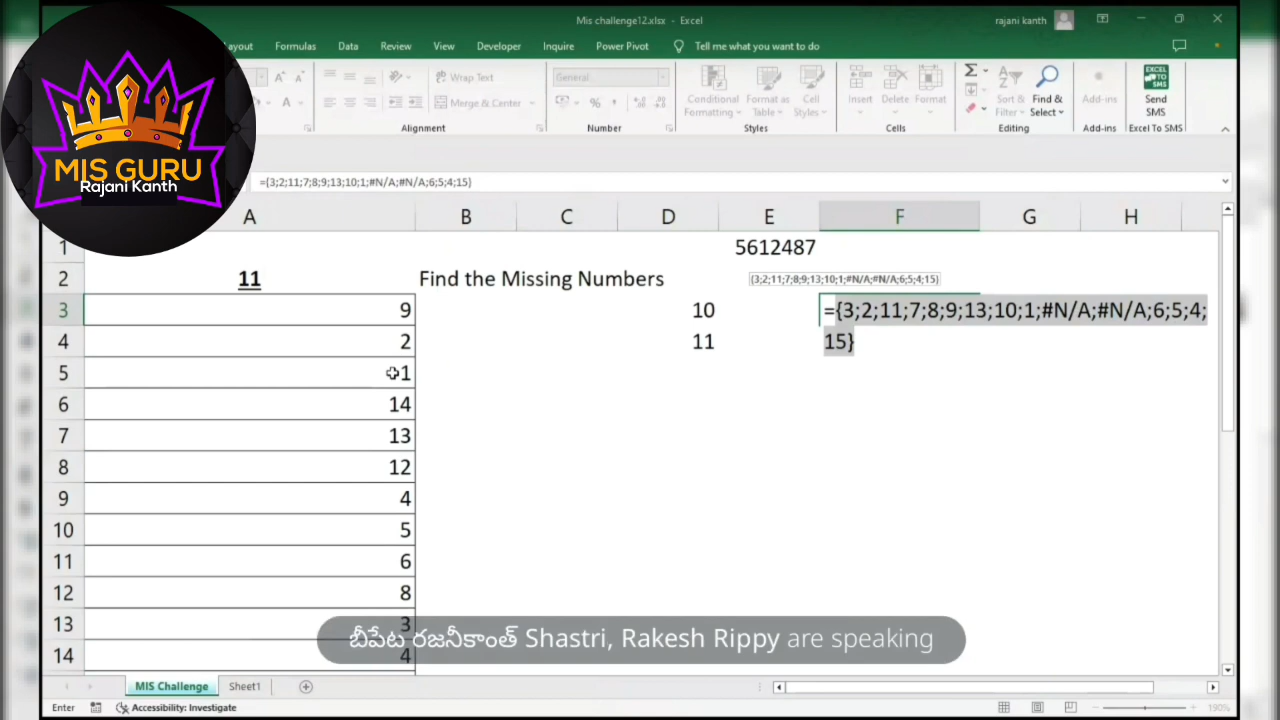 Mis challenge12.xlsx - Excel
rajani kanth
Layout Formulas Data Review View Developer Inquire Power Pivot Tell me what you want to do
Wrap Text
General
Merge & Center
Conditional Formatting
Format as Table
Cell Styles
Insert Delete Format
Sort & Filter
Find & Select
Add-ins
EXCEL TO SMS
Send SMS
Alignment Number Styles Cells Editing Add-ins Excel To SMS
MIS GURU
Rajani Kanth
={3;2;11;7;8;9;13;10;1;#N/A;#N/A;6;5;4;15}
A B C D E F G H
1 5612487
2 11 Find the Missing Numbers {3;2;11;7;8;9;13;10;1;#N/A;#N/A;6;5;4;15}
3 9 10 ={3;2;11;7;8;9;13;10;1;#N/A;#N/A;6;5;4;
4 2 11 15}
5 1
6 14
7 13
8 12
9 4
10 5
11 6
12 8
13 3
బీపేట రజనీకాంత్ Shastri, Rakesh Rippy are speaking
14 4
MIS Challenge Sheet1
Enter Accessibility: Investigate 190%